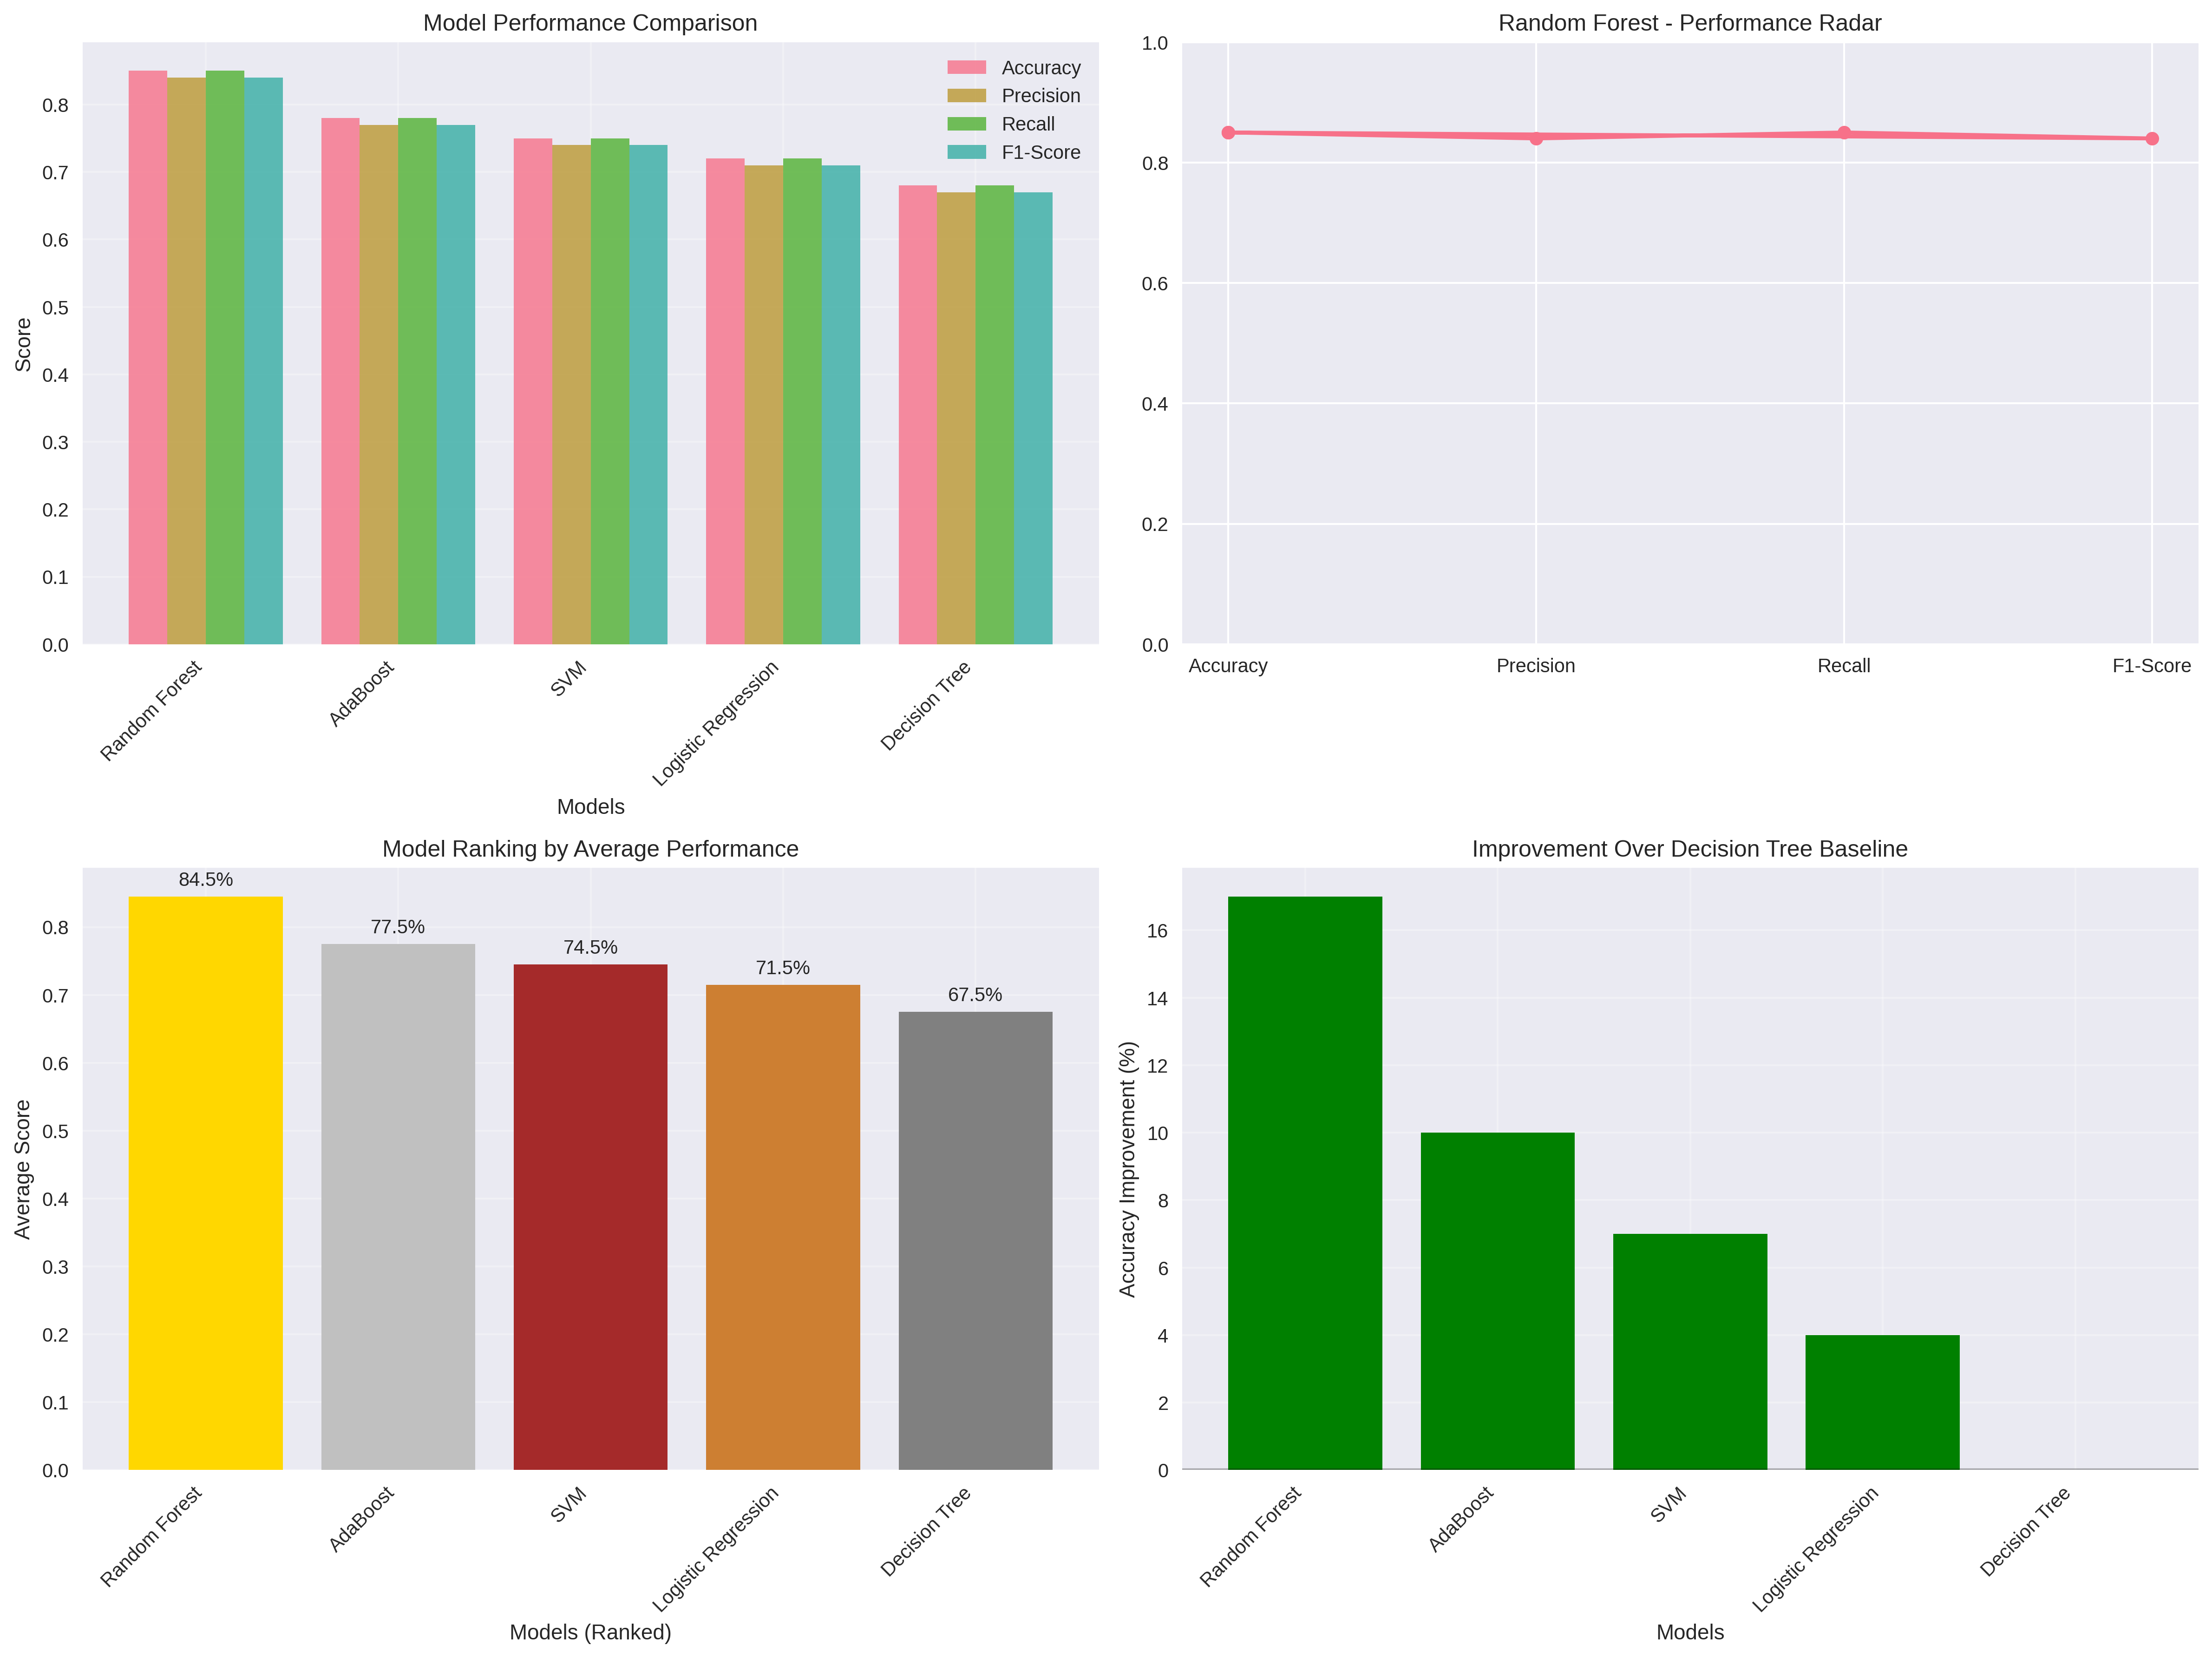 Model Performance Comparison
Score
0.8
0.7
0.6
0.5
0.4
0.3
0.2
0.1
0.0
Accuracy
Precision
Recall
F1-Score
Random Forest
AdaBoost
SVM
Logistic Regression
Decision Tree
Models
Random Forest - Performance Radar
1.0
0.8
0.6
0.4
0.2
0.0
Accuracy
Precision
Recall
F1-Score
Model Ranking by Average Performance
Average Score
0.8
0.7
0.6
0.5
0.4
0.3
0.2
0.1
0.0
84.5%
77.5%
74.5%
71.5%
67.5%
Random Forest
AdaBoost
SVM
Logistic Regression
Decision Tree
Models (Ranked)
Improvement Over Decision Tree Baseline
Accuracy Improvement (%)
16
14
12
10
8
6
4
2
0
Random Forest
AdaBoost
SVM
Logistic Regression
Decision Tree
Models